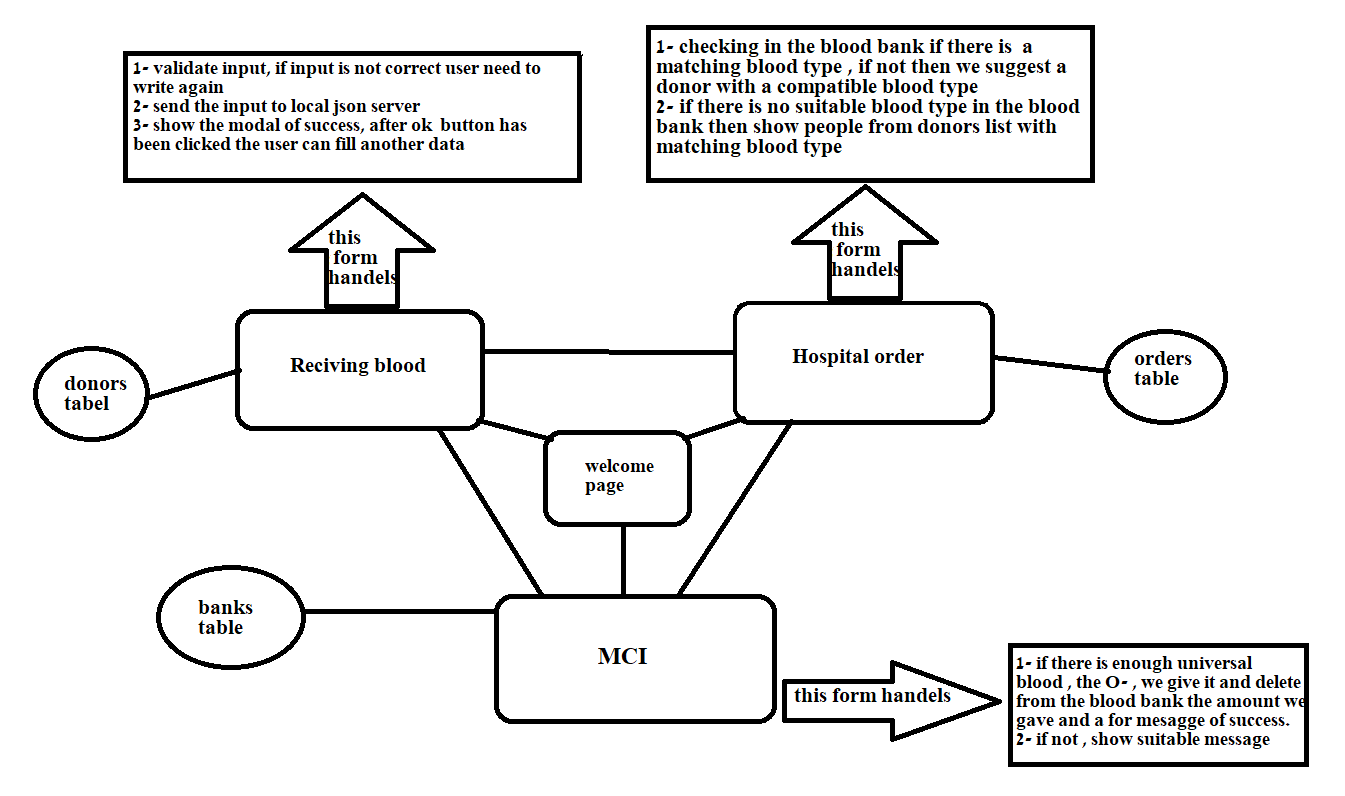 1- validate input, if input is not correct user need to
write again
2- send the input to local json server
3- show the modal of success, after ok button has
been clicked the user can fill another data
1- checking in the blood bank if there is a
matching blood type , if not then we suggest a
donor with a compatible blood type
2- if there is no suitable blood type in the blood
bank then show people from donors list with
matching blood type
this
form
handels
this
form
handels
Reciving blood
Hospital order
donors
tabel
orders
table
welcome
page
banks
table
MCI
this form handels
1- if there is enough universal
blood , the O- , we give it and delete
from the blood bank the amount we
gave and a for mesagge of success.
2- if not , show suitable message